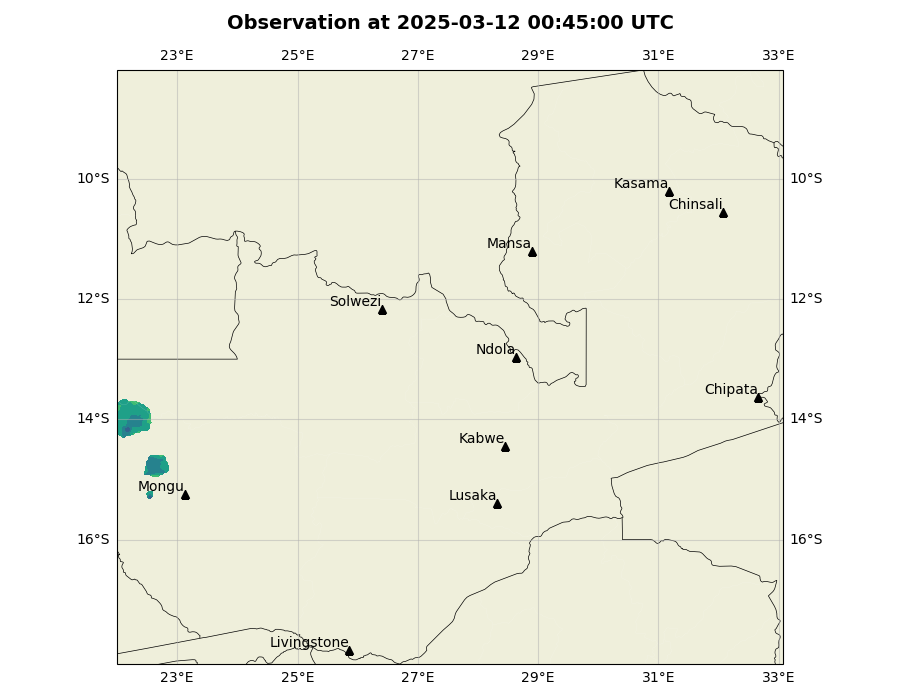 Observation at 2025-03-12 00:45:00 UTC
23°E 25°E 27°E 29°E 31°E 33°E
10°S 10°S
Kasama
Chinsali
Mansa
12°S 12°S
Solwezi
Ndola
Chipata
14°S 14°S
Kabwe
Mongu
Lusaka
16°S 16°S
Livingstone
23°E 25°E 27°E 29°E 31°E 33°E